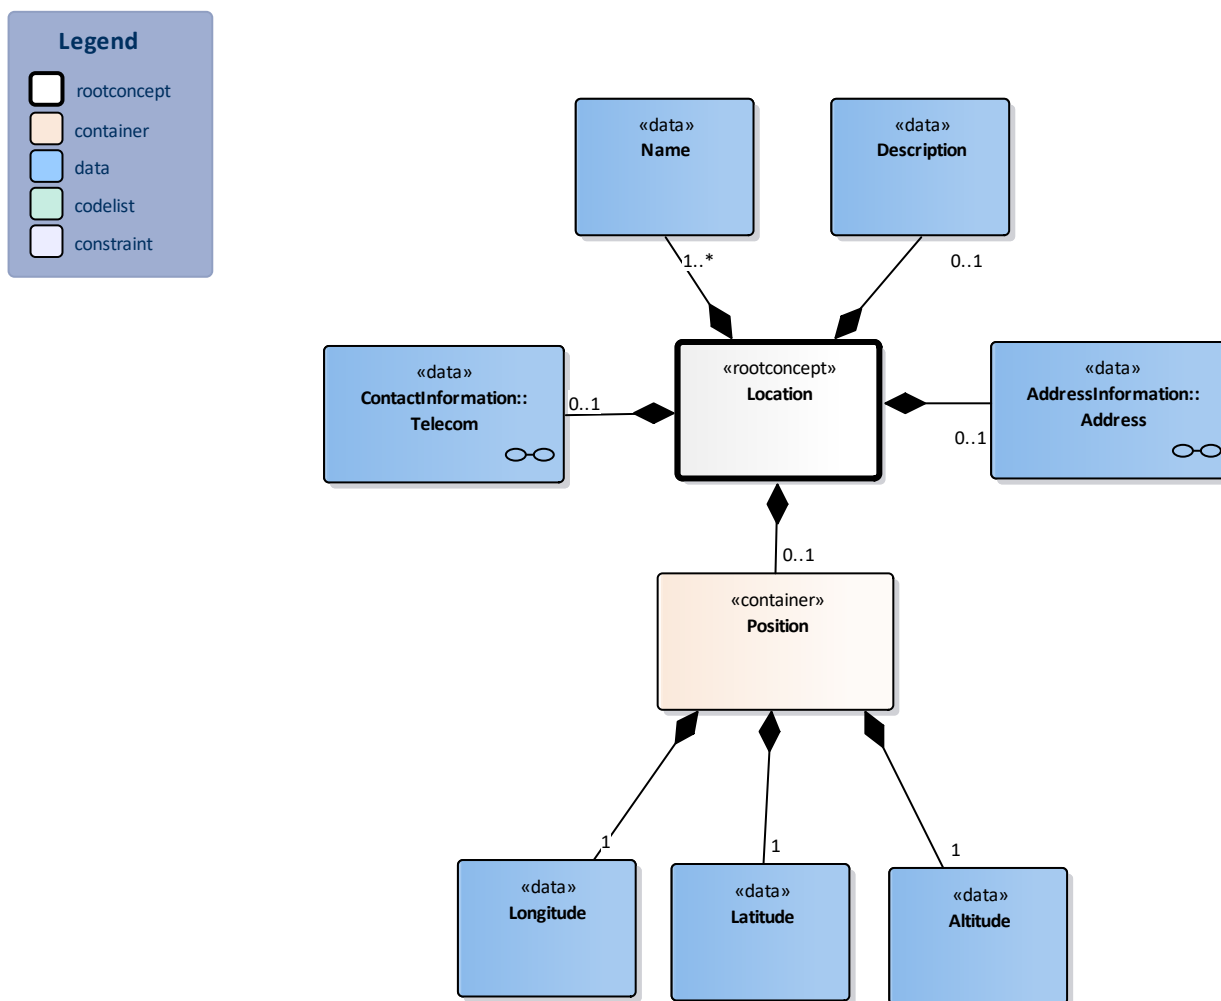 Legend
rootconcept
container
data
codelist
constraint
«data»
Name
«data»
Description
1..*
0..1
«data»
ContactInformation::
Telecom
0..1
«rootconcept»
Location
«data»
AddressInformation::
Address
0..1
0..1
«container»
Position
1
1
1
«data»
Longitude
«data»
Latitude
«data»
Altitude